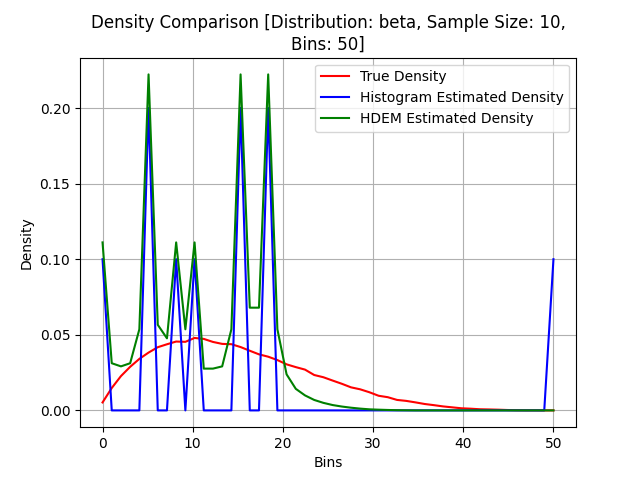 Density Comparison [Distribution: beta, Sample Size: 10,
Bins: 50]
True Density
Histogram Estimated Density
HDEM Estimated Density
Density
0.20
0.15
0.10
0.05
0.00
0 10 20 30 40 50
Bins